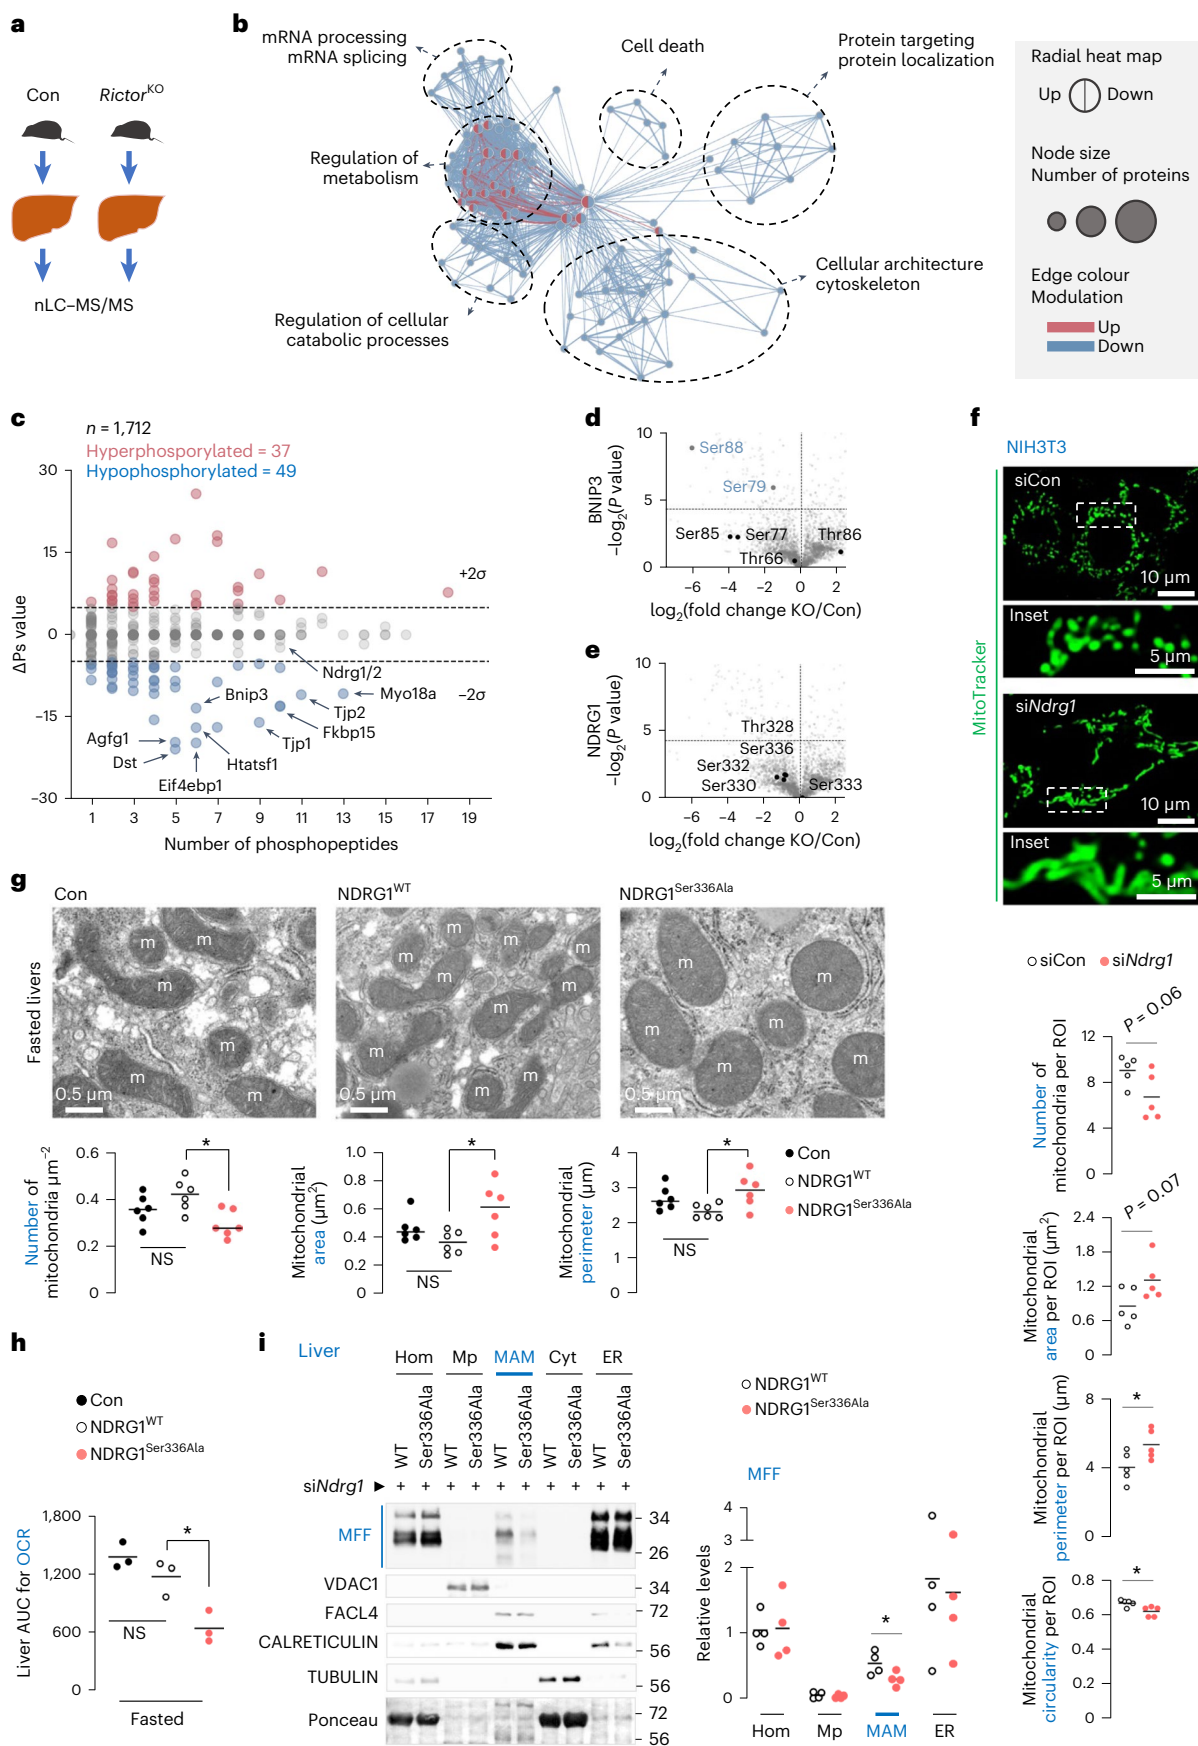 a
Con
Rictor^KO
nLC–MS/MS
b
mRNA processing
mRNA splicing
Cell death
Protein targeting
protein localization
Regulation of
metabolism
Cellular architecture
cytoskeleton
Regulation of cellular
catabolic processes
Radial heat map
Up
Down
Node size
Number of proteins
Edge colour
Modulation
Up
Down
c
n = 1,712
Hyperphosporylated = 37
Hypophosphorylated = 49
30
15
0
−15
−30
ΔPs value
+2σ
−2σ
Ndrg1/2
Bnip3
Myo18a
Tjp2
Fkbp15
Agfg1
Tjp1
Dst
Htatsf1
Eif4ebp1
1 3 5 7 9 11 13 15 17 19
Number of phosphopeptides
d
BNIP3
−log2(P value)
10
5
0
Ser88
Ser79
Ser85
Ser77
Thr86
Thr66
−6 −4 −2 0 2
log2(fold change KO/Con)
e
NDRG1
−log2(P value)
10
5
0
Thr328
Ser336
Ser332
Ser330
Ser333
−6 −4 −2 0 2
log2(fold change KO/Con)
f
NIH3T3
MitoTracker
siCon
10 µm
Inset
5 µm
siNdrg1
10 µm
Inset
5 µm
siCon
siNdrg1
P = 0.06
Number of
mitochondria per ROI
12
8
4
0
P = 0.07
Mitochondrial
area per ROI (µm²)
2.4
1.2
0.6
0
Mitochondrial
perimeter per ROI (µm)
8
4
0
*
Mitochondrial
circularity per ROI
0.8
0.6
0.4
0.2
0
*
g
Con
NDRG1^WT
NDRG1^Ser336Ala
Fasted livers
m m m m m m
0.5 µm
m m m m m m m m
0.5 µm
m m m m m m
0.5 µm
Number of
mitochondria µm⁻²
0.6
0.4
0.2
0
*
NS
Mitochondrial
area (µm²)
1.0
0.8
0.6
0.4
0.2
0
*
NS
Mitochondrial
perimeter (µm)
4
3
2
1
0
*
NS
Con
NDRG1^WT
NDRG1^Ser336Ala
h
Con
NDRG1^WT
NDRG1^Ser336Ala
Liver AUC for OCR
1,800
1,200
600
0
*
NS
Fasted
i
Liver
Hom Mp MAM Cyt ER
WT Ser336Ala WT Ser336Ala WT Ser336Ala WT Ser336Ala WT Ser336Ala
siNdrg1 ► + + + + + + + + + +
MFF
34
26
VDAC1
34
FACL4
72
CALRETICULIN
56
TUBULIN
56
Ponceau
72
56
NDRG1^WT
NDRG1^Ser336Ala
MFF
Relative levels
4
3
2
1
0
*
Hom Mp MAM ER